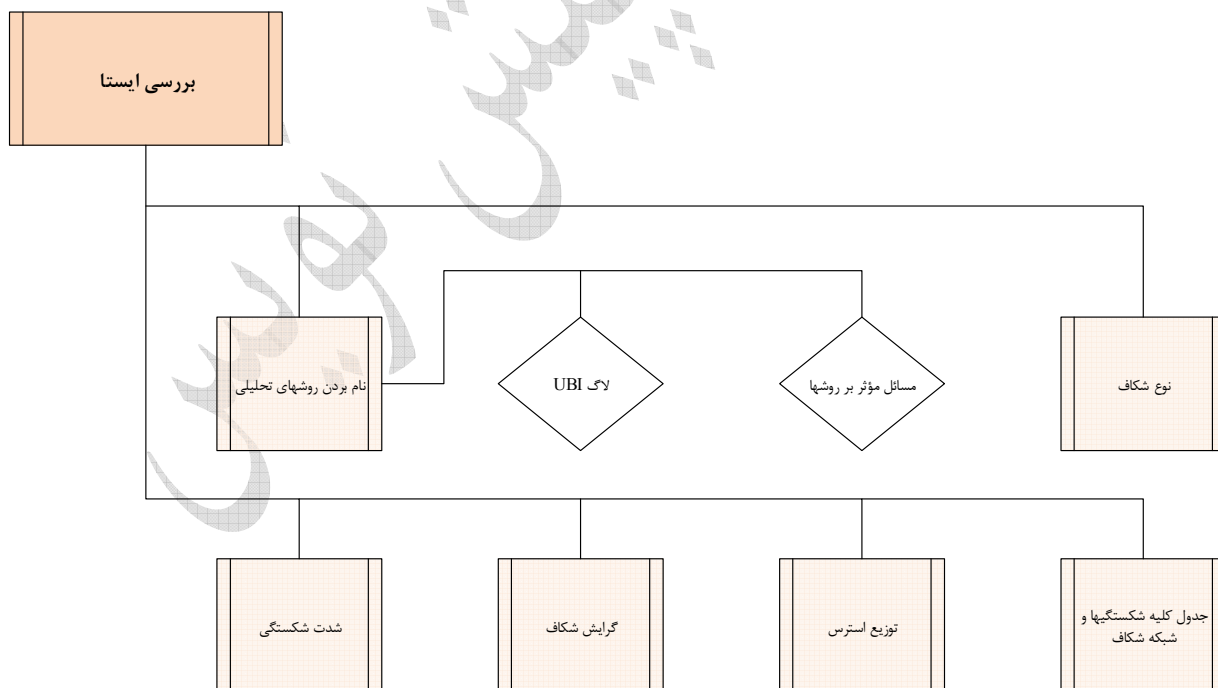 بررسی ایستا
نام بردن روشهای تحلیلی
لاگ UBI
مسائل مؤثر بر روشها
نوع شکاف
شدت شکستگی
گرایش شکاف
توزیع استرس
جدول کلیه شکستگیها و
شبکه شکاف